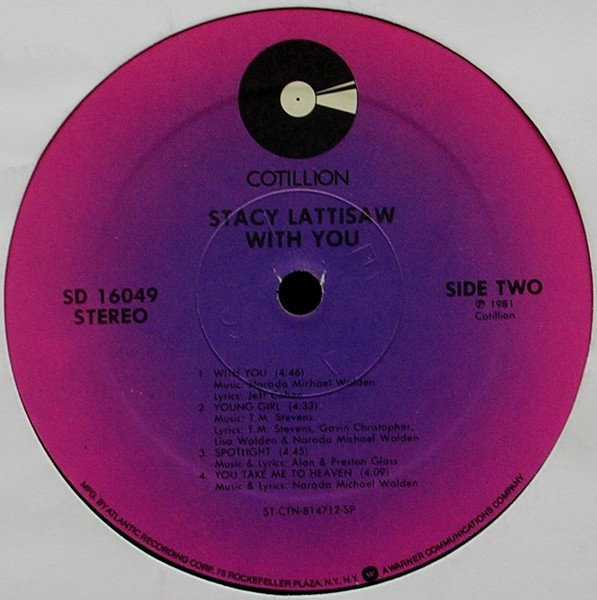 COTILLION
STACY LATTISAW
WITH YOU
SD 16049
STEREO
SIDE TWO
Ⓟ 1981
Cotillion
1. WITH YOU (4:46)
Music: Narada Michael Walden
Lyrics: Jeff Cohen
2. YOUNG GIRL (4:33)
Music: T.M. Stevens
Lyrics: T.M. Stevens, Gavin Christopher,
Lisa Walden & Narada Michael Walden
3. SPOTLIGHT (4:45)
Music & Lyrics: Alan & Preston Glass
4. YOU TAKE ME TO HEAVEN (4:09)
Music & Lyrics: Narada Michael Walden
ST-CTN-814712-SP
MFG. BY ATLANTIC RECORDING CORP., 75 ROCKEFELLER PLAZA, N.Y., N.Y. A WARNER COMMUNICATIONS COMPANY